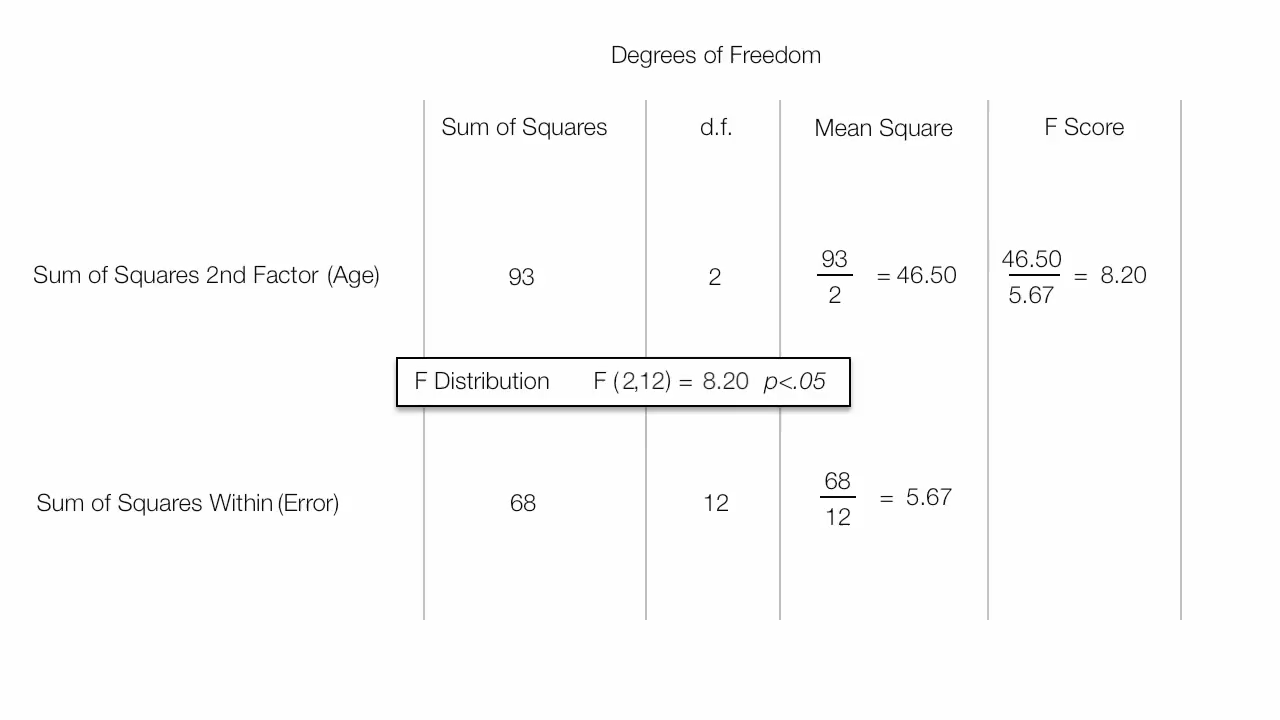 Degrees of Freedom
Sum of Squares d.f. Mean Square F Score
Sum of Squares 2nd Factor (Age) 93 2 93/2 = 46.50 46.50/5.67 = 8.20
F Distribution F (2,12) = 8.20 p<.05
Sum of Squares Within (Error) 68 12 68/12 = 5.67